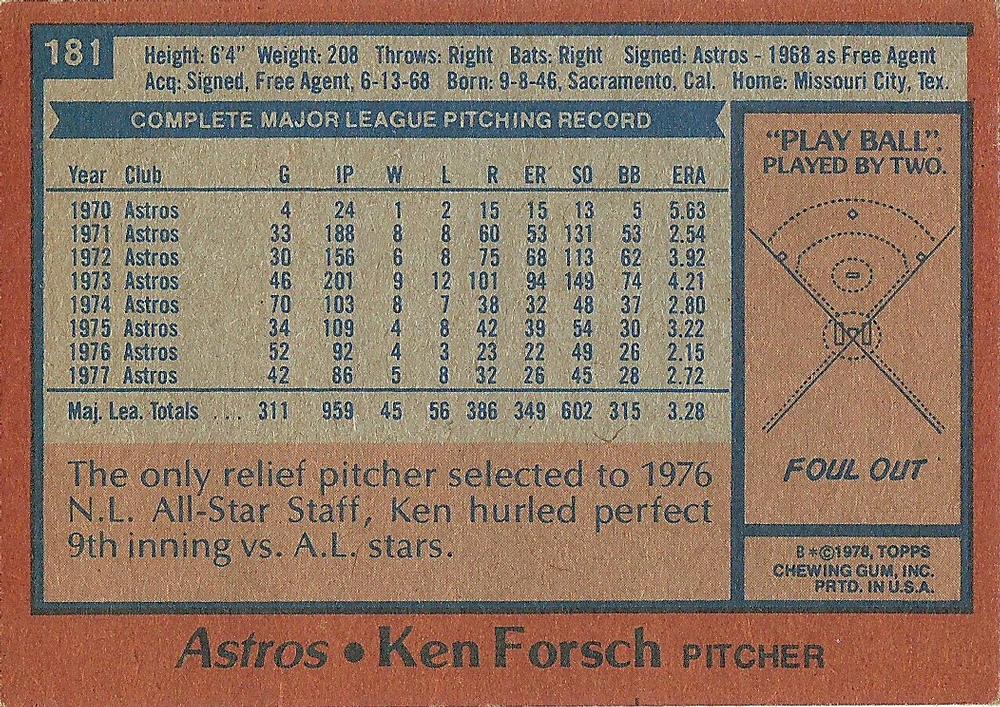 181
Height: 6'4" Weight: 208 Throws: Right Bats: Right Signed: Astros - 1968 as Free Agent
Acq: Signed, Free Agent, 6-13-68 Born: 9-8-46, Sacramento, Cal. Home: Missouri City, Tex.
COMPLETE MAJOR LEAGUE PITCHING RECORD
Year Club G IP W L R ER SO BB ERA
1970 Astros 4 24 1 2 15 15 13 5 5.63
1971 Astros 33 188 8 8 60 53 131 53 2.54
1972 Astros 30 156 6 8 75 68 113 62 3.92
1973 Astros 46 201 9 12 101 94 149 74 4.21
1974 Astros 70 103 8 7 38 32 48 37 2.80
1975 Astros 34 109 4 8 42 39 54 30 3.22
1976 Astros 52 92 4 3 23 22 49 26 2.15
1977 Astros 42 86 5 8 32 26 45 28 2.72
Maj. Lea. Totals .... 311 959 45 56 386 349 602 315 3.28
The only relief pitcher selected to 1976
N.L. All-Star Staff, Ken hurled perfect
9th inning vs. A.L. stars.
"PLAY BALL".
PLAYED BY TWO.
FOUL OUT
B*©1978, TOPPS
CHEWING GUM, INC.
PRTD. IN U.S.A.
Astros • Ken Forsch PITCHER